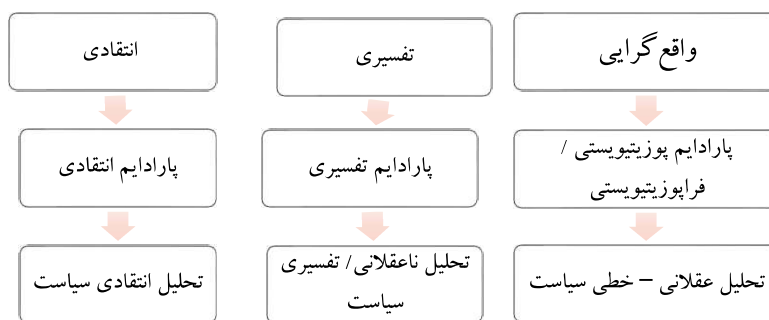 واقع گرایی
تفسیری
انتقادی
پارادایم پوزیتیویستی /
فراپوزیتیویستی
پارادایم تفسیری
پارادایم انتقادی
تحلیل عقلانی – خطی سیاست
تحلیل ناعقلانی/ تفسیری
سیاست
تحلیل انتقادی سیاست